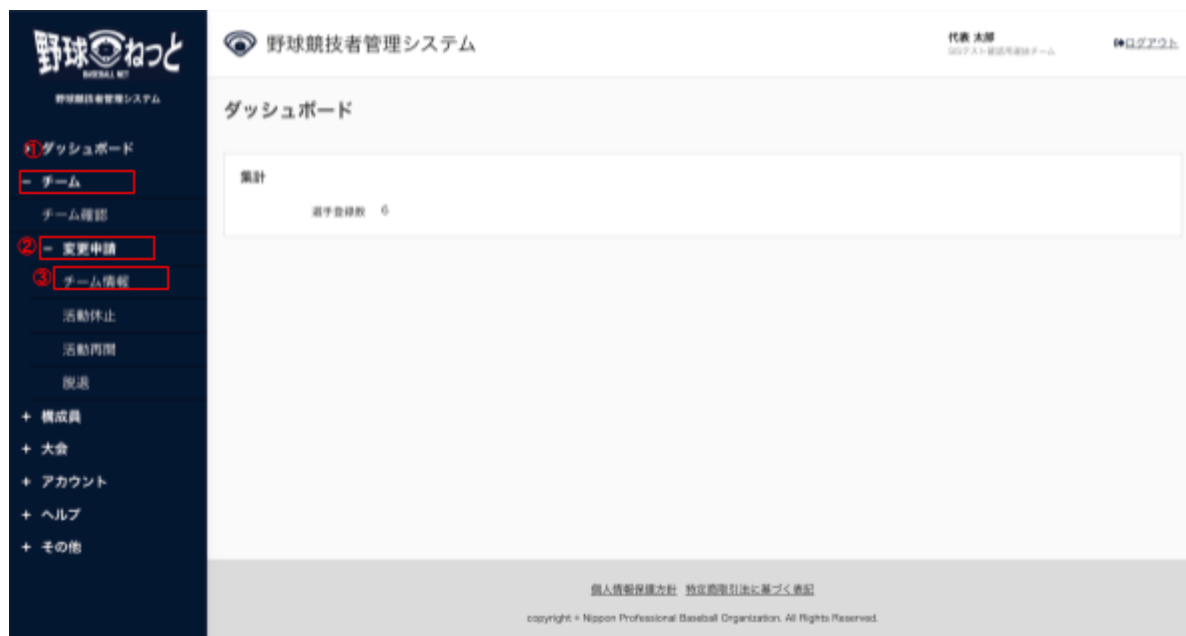 野球ねっと
BASEBALL NET
野球競技者管理システム
野球競技者管理システム
代表 太郎
ログアウト
ダッシュボード
①ダッシュボード
− チーム
チーム確認
② − 変更申請
③ チーム情報
活動休止
活動再開
脱退
+ 構成員
+ 大会
+ アカウント
+ ヘルプ
+ その他
集計
選手登録数 6
個人情報保護方針 特定商取引法に基づく表記
copyright © Nippon Professional Baseball Organization. All Rights Reserved.